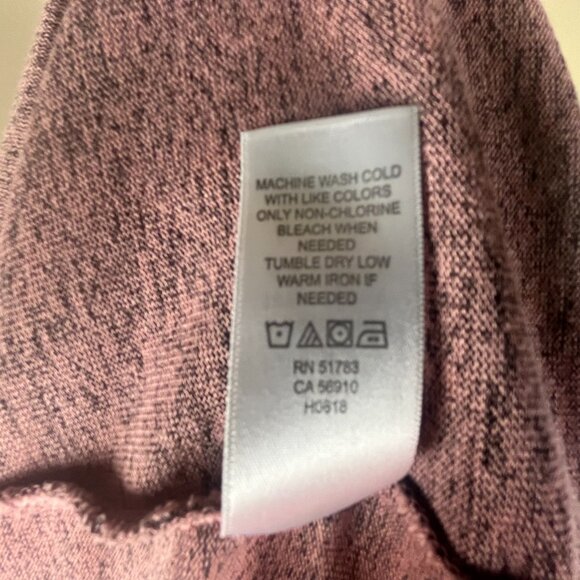 MACHINE WASH COLD
WITH LIKE COLORS
ONLY NON-CHLORINE
BLEACH WHEN
NEEDED
TUMBLE DRY LOW
WARM IRON IF
NEEDED
RN 51783
CA 56910
H0618